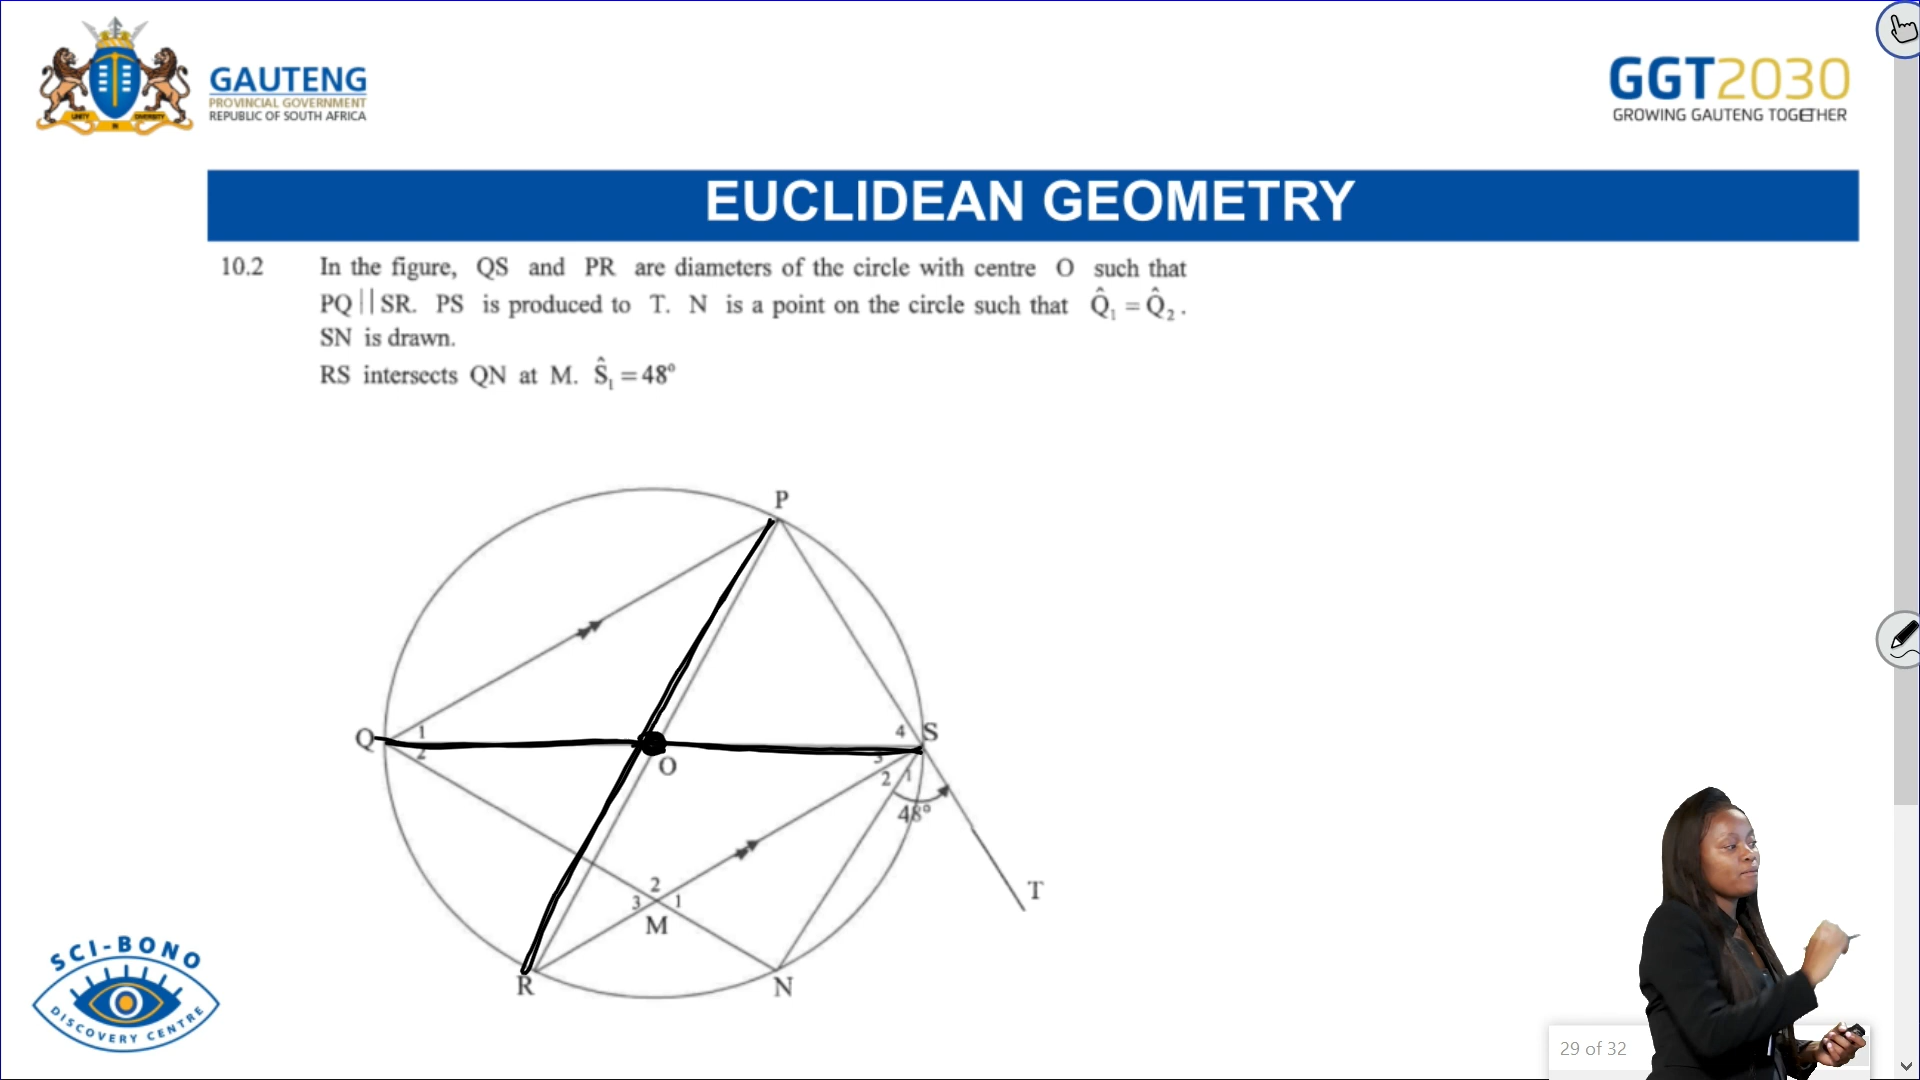 GAUTENG
PROVINCIAL GOVERNMENT
REPUBLIC OF SOUTH AFRICA
UNITY IN DIVERSITY
GGT2030
GROWING GAUTENG TOGETHER
EUCLIDEAN GEOMETRY
10.2 In the figure, QS and PR are diameters of the circle with centre O such that
PQ||SR. PS is produced to T. N is a point on the circle such that Q̂₁ = Q̂₂.
SN is drawn.
RS intersects QN at M. Ŝ₁ = 48°
P
Q 1
2
4 S
3
O
2 1
48°
T
2
3 1
M
R
N
SCI-BONO
DISCOVERY CENTRE
29 of 32